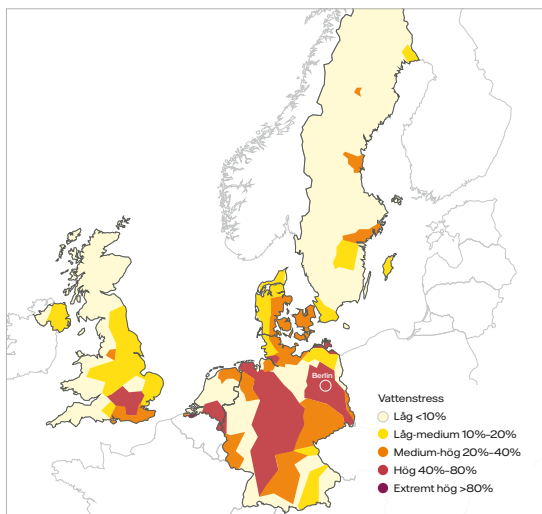 Berlin
Vattenstress
Låg <10%
Låg-medium 10%–20%
Medium-hög 20%–40%
Hög 40%–80%
Extremt hög >80%